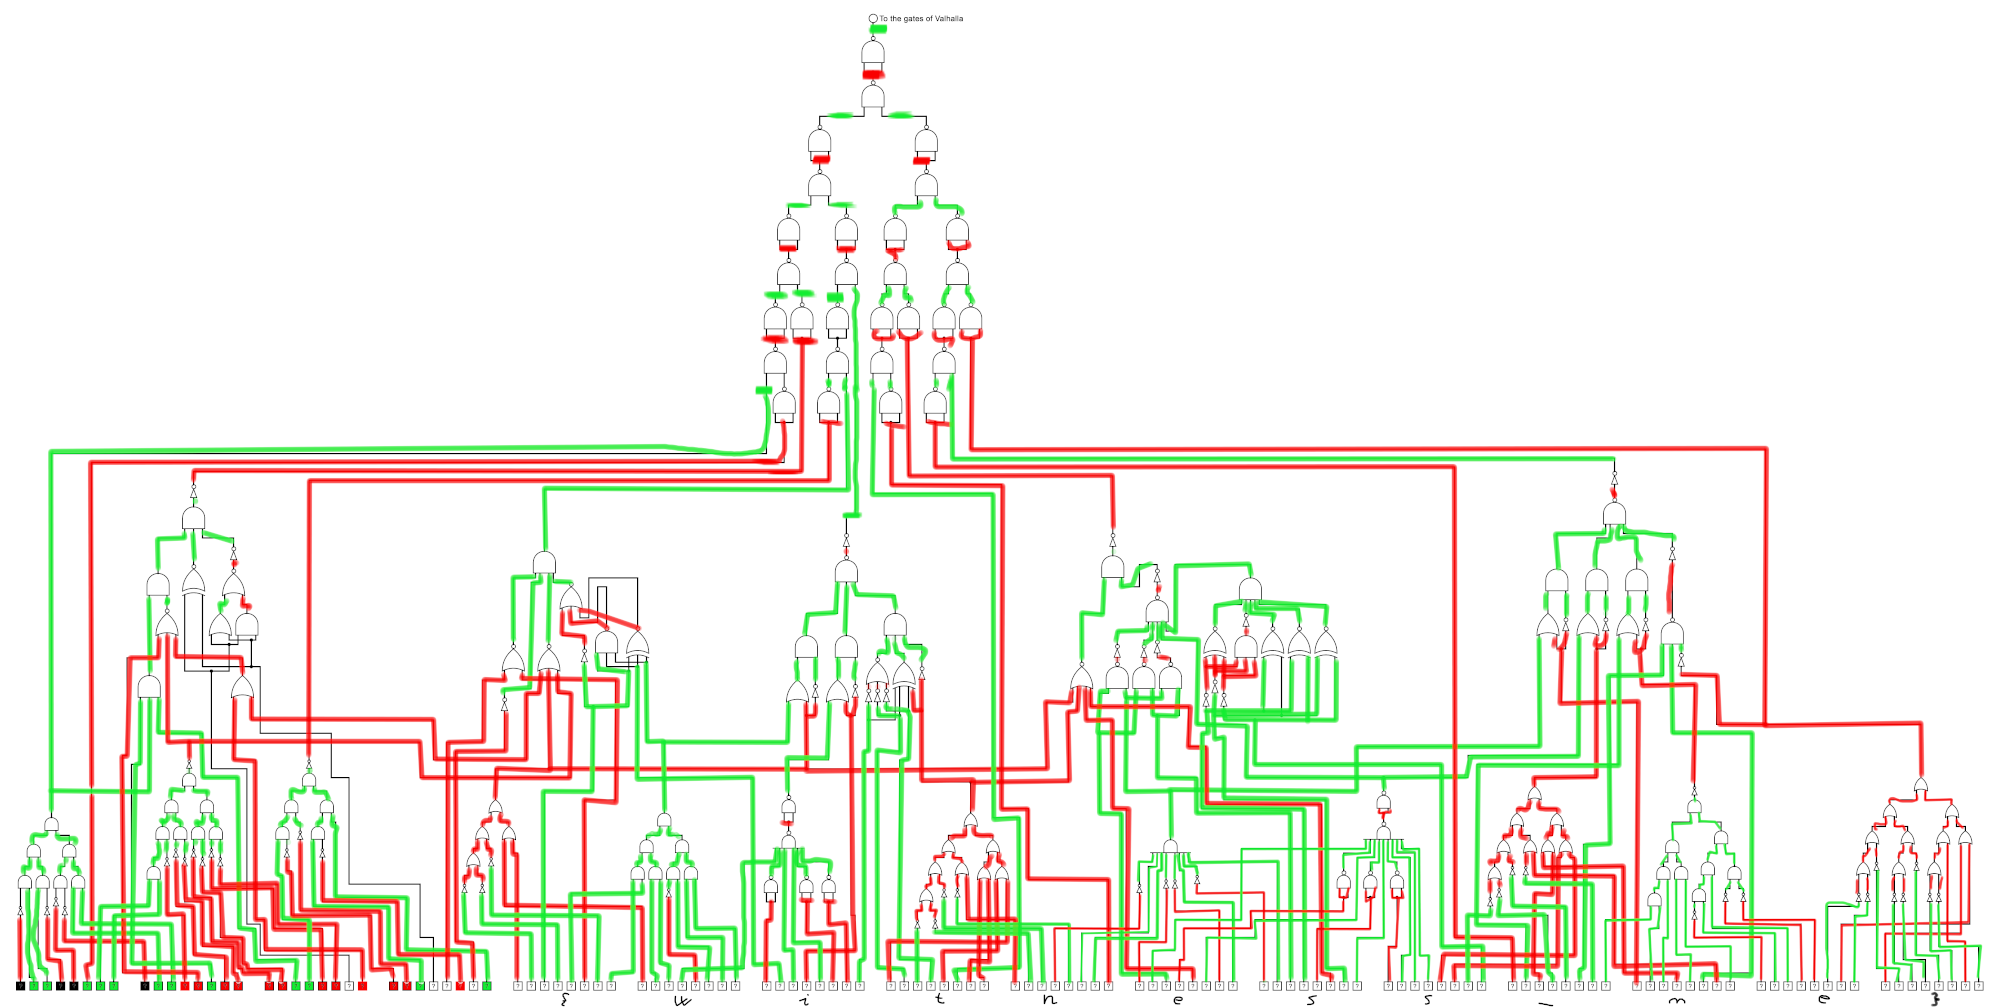 To the gates of Valhalla
{ w i t n e s s _ m e }